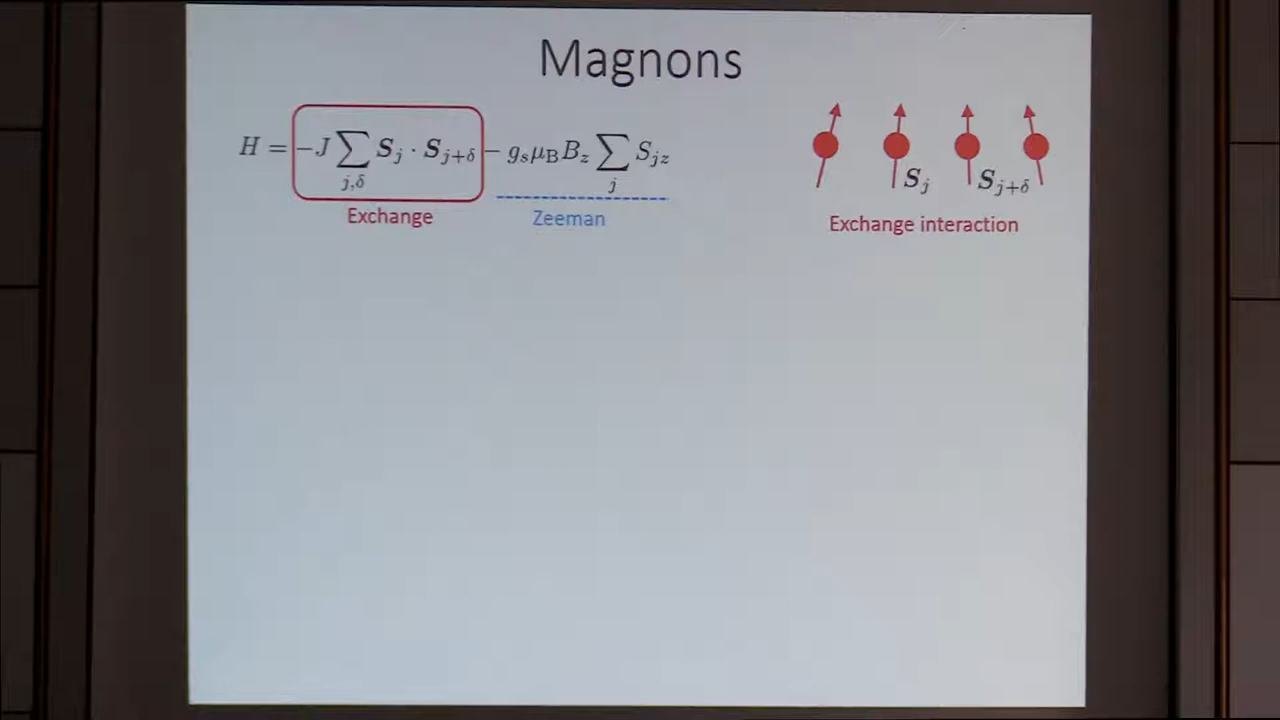 Magnons
H = -J ∑_{j,δ} S_j · S_{j+δ} - g_s μ_B B_z ∑_j S_{jz}
Exchange
Zeeman
S_j
S_{j+δ}
Exchange interaction